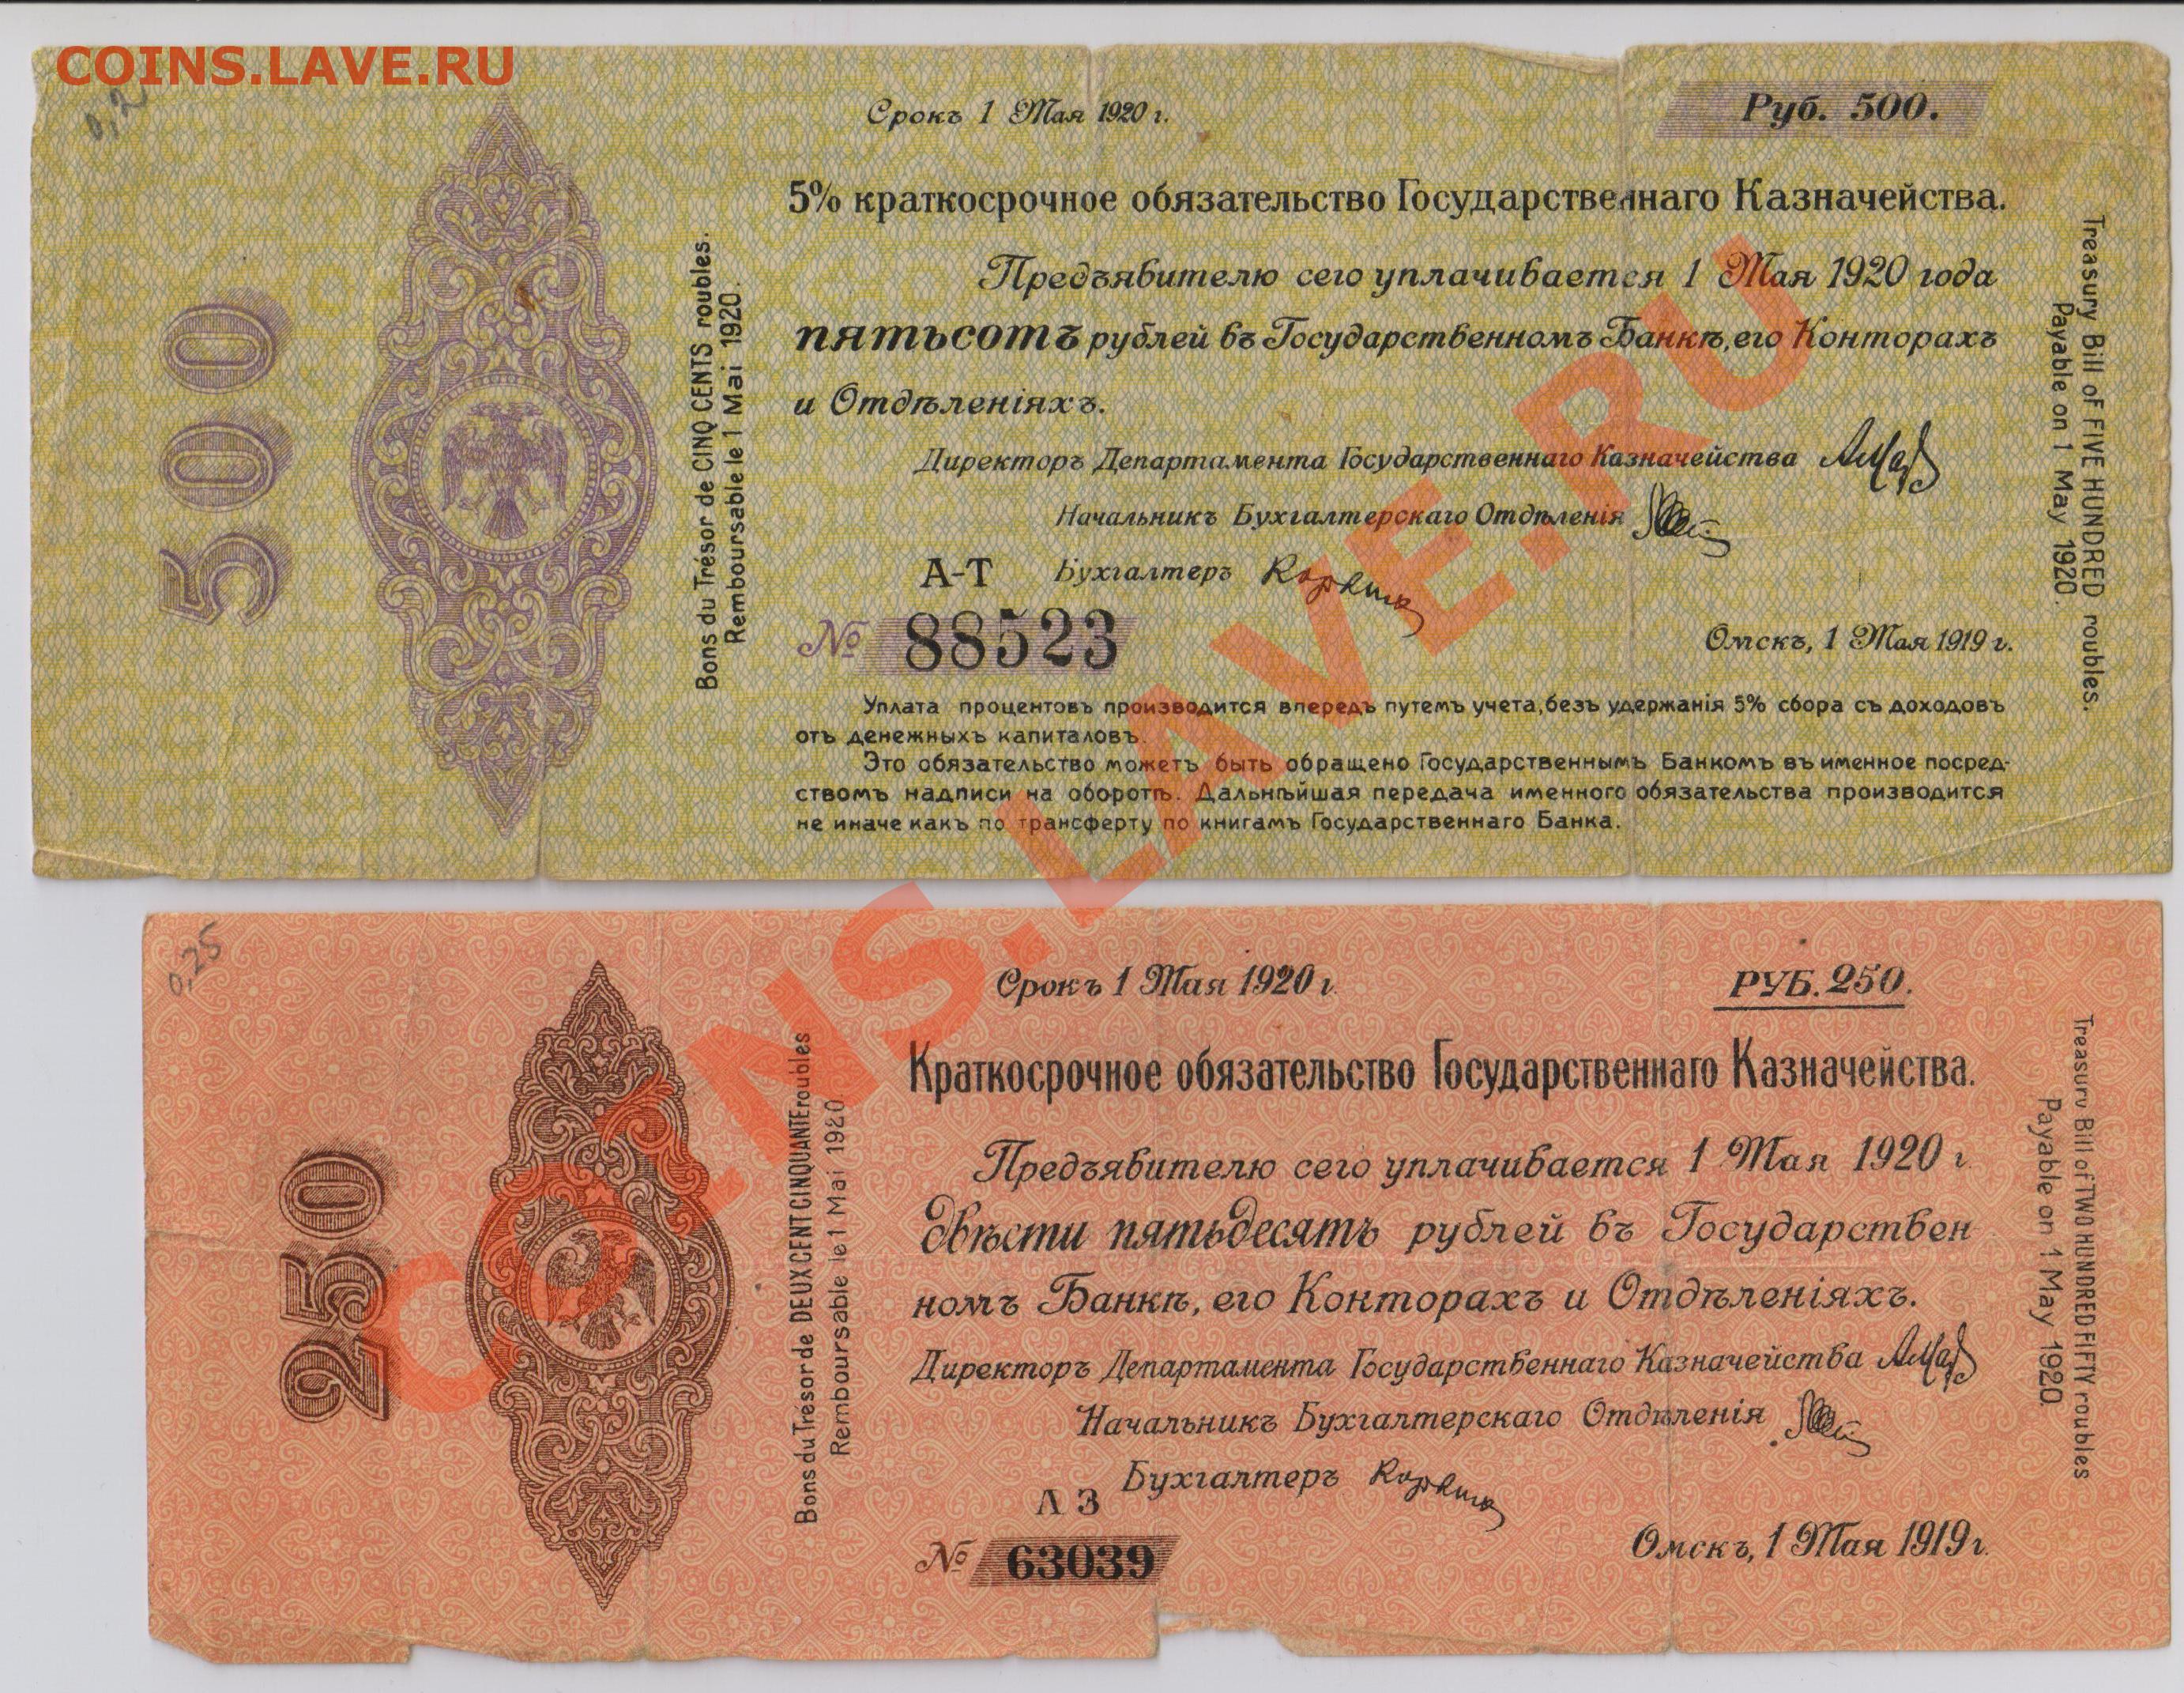 COINS.LAVE.RU
0,2
Срокъ 1 Мая 1920 г.
Руб. 500.
5% краткосрочное обязательство Государственнаго Казначейства.
Предъявителю сего уплачивается 1 Мая 1920 года
пятьсотъ рублей въ Государственномъ Банкѣ, его Конторахъ
и Отдѣленіяхъ.
Директоръ Департамента Государственнаго Казначейства
Начальникъ Бухгалтерскаго Отдѣленія
А-Т Бухгалтеръ
№ 88523
Омскъ, 1 Мая 1919 г.
Уплата процентовъ производится впередъ путемъ учета, безъ удержанія 5% сбора съ доходовъ
отъ денежныхъ капиталовъ.
Это обязательство можетъ быть обращено Государственнымъ Банкомъ въ именное посред-
ствомъ надписи на оборотѣ. Дальнѣйшая передача именного обязательства производится
не иначе какъ по трансферту по книгамъ Государственнаго Банка.
500
Bons du Trésor de CINQ CENTS roubles.
Remboursable le 1 Mai 1920.
Treasury Bill of FIVE HUNDRED roubles.
Payable on 1 May 1920.
COINS.LAVE.RU
0,25
Срокъ 1 Мая 1920 г.
РУБ. 250.
Краткосрочное обязательство Государственнаго Казначейства.
Предъявителю сего уплачивается 1 Мая 1920 г.
двѣсти пятьдесятъ рублей въ Государствен
номъ Банкѣ, его Конторахъ и Отдѣленіяхъ.
Директоръ Департамента Государственнаго Казначейства
Начальникъ Бухгалтерскаго Отдѣленія
Бухгалтеръ
Л З
№ 63039
Омскъ, 1 Мая 1919 г.
250
Bons du Trésor de DEUX CENT CINQUANTE roubles
Remboursable le 1 Mai 1920.
Treasury Bill of TWO HUNDRED FIFTY roubles
Payable on 1 May 1920.